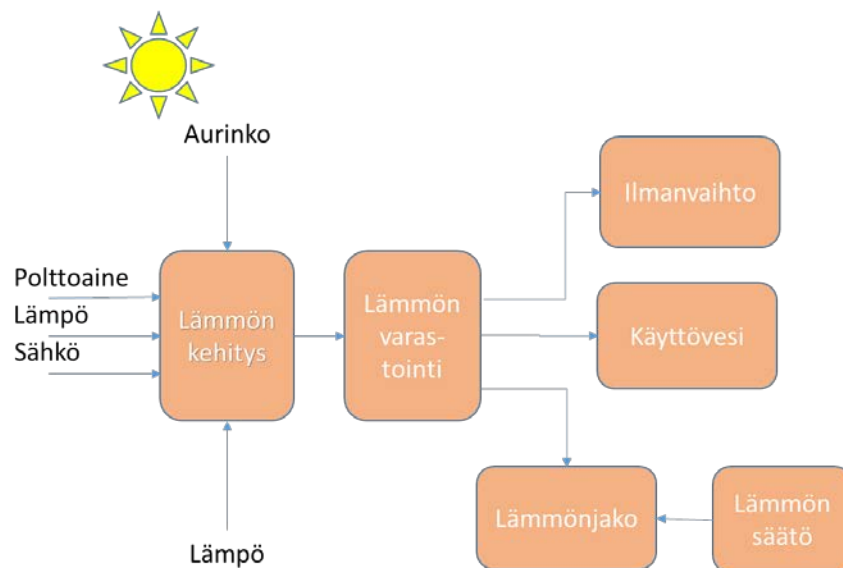 Aurinko
Ilmanvaihto
Polttoaine
Lämpö
Sähkö
Lämmön
kehitys
Lämmön
varas-
tointi
Käyttövesi
Lämmönjako
Lämmön
säätö
Lämpö